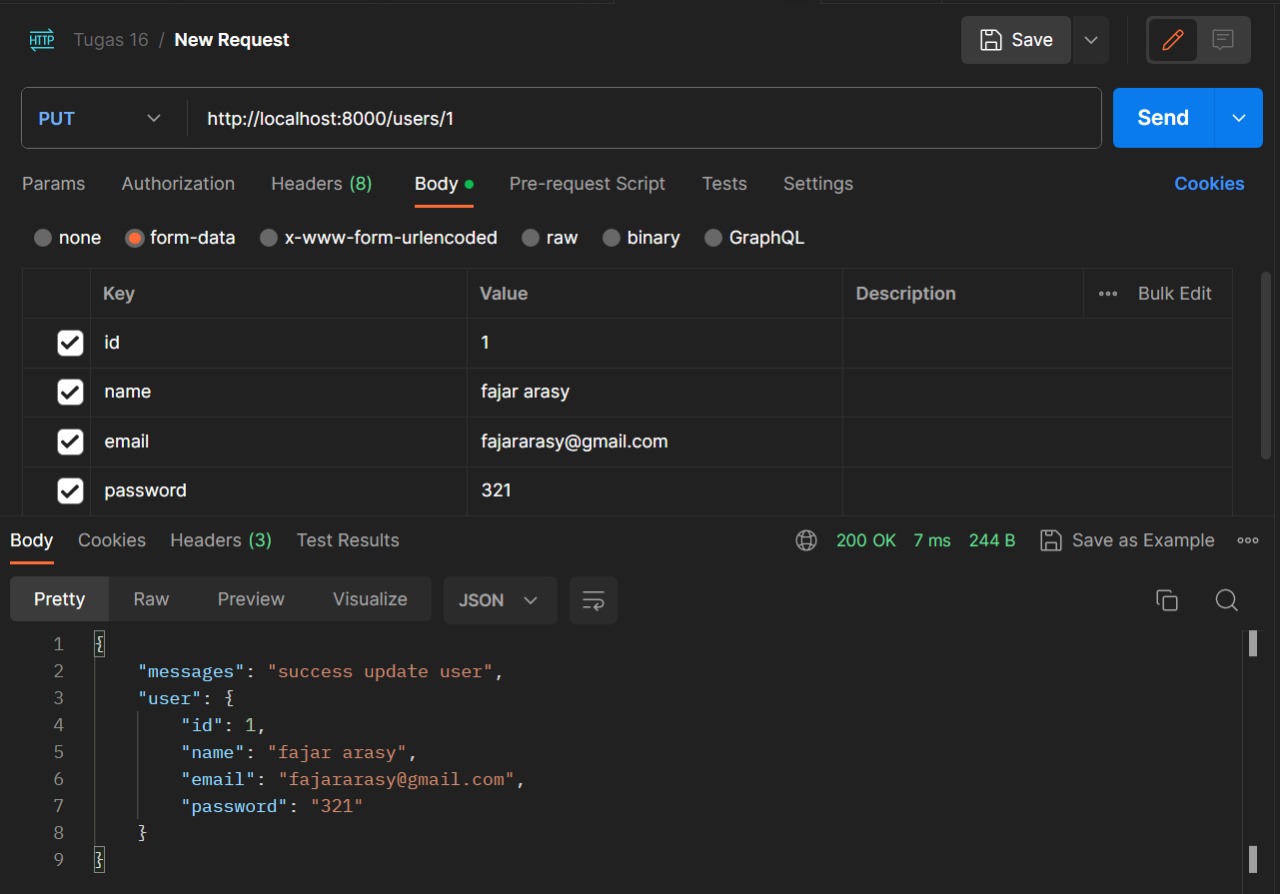 HTTP Tugas 16 / New Request Save
PUT http://localhost:8000/users/1 Send
Params Authorization Headers (8) Body Pre-request Script Tests Settings Cookies
none form-data x-www-form-urlencoded raw binary GraphQL
Key Value Description ••• Bulk Edit
id 1
name fajar arasy
email fajararasy@gmail.com
password 321
Body Cookies Headers (3) Test Results 200 OK 7 ms 244 B Save as Example
Pretty Raw Preview Visualize JSON
1 {
2 "messages": "success update user",
3 "user": {
4 "id": 1,
5 "name": "fajar arasy",
6 "email": "fajararasy@gmail.com",
7 "password": "321"
8 }
9 }